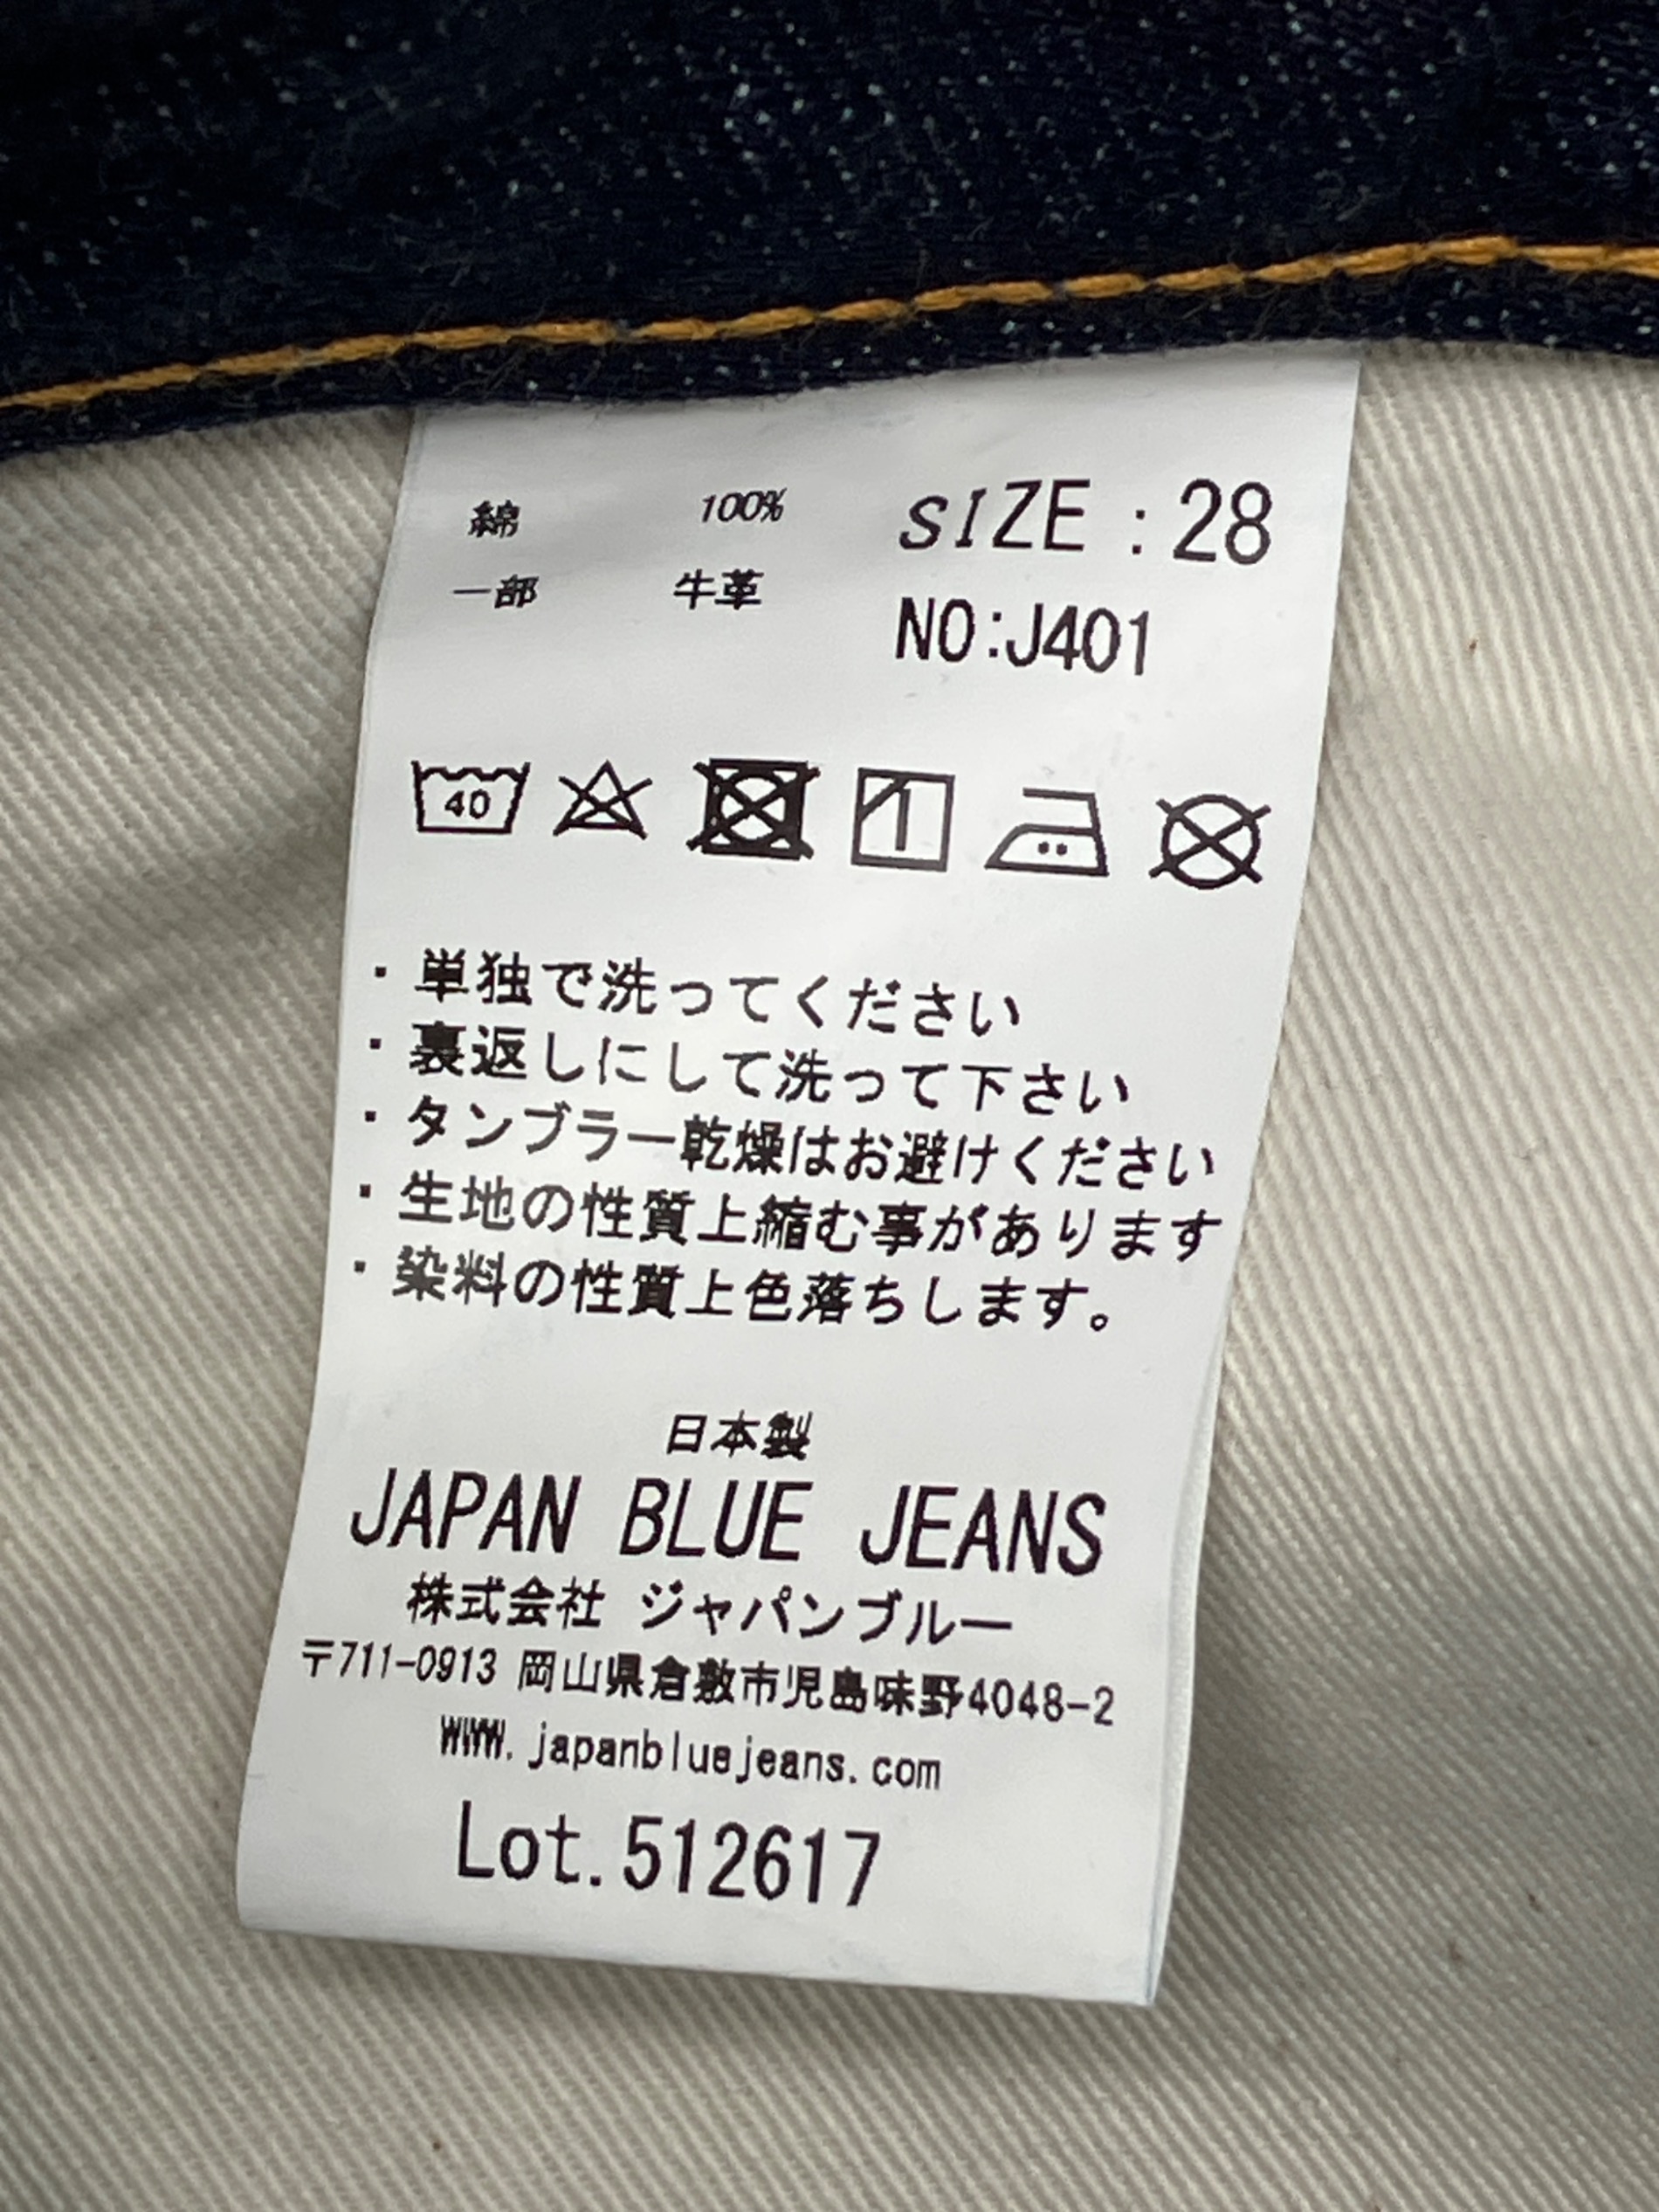 綿 100% SIZE : 28
一部 牛革 NO:J401
40
・単独で洗ってください
・裏返しにして洗って下さい
・タンブラー乾燥はお避けください
・生地の性質上縮む事があります
・染料の性質上色落ちします。
日本製
JAPAN BLUE JEANS
株式会社 ジャパンブルー
〒711-0913 岡山県倉敷市児島味野4048-2
WWW.japanbluejeans.com
Lot.512617